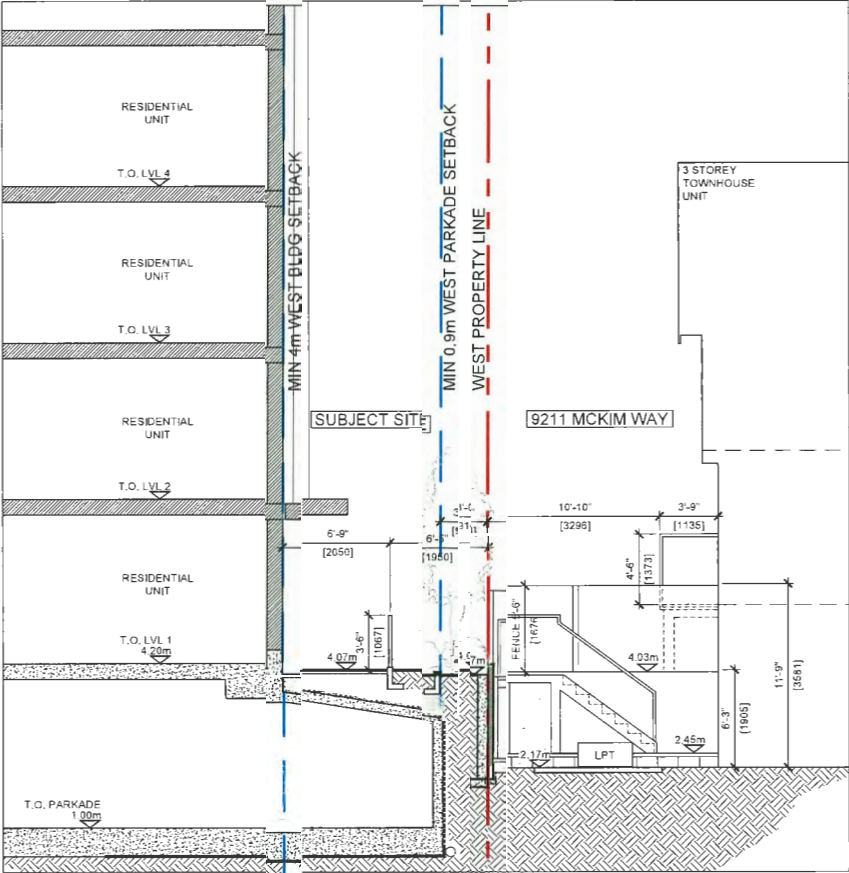 RESIDENTIAL
UNIT
T.O. LVL 4
RESIDENTIAL
UNIT
T.O. LVL 3
RESIDENTIAL
UNIT
T.O. LVL 2
RESIDENTIAL
UNIT
T.O. LVL 1
4.20m
T.O. PARKADE
1.00m
MIN 4m WEST BLDG SETBACK
MIN 0.9m WEST PARKADE SETBACK
WEST PROPERTY LINE
3 STOREY
TOWNHOUSE
UNIT
SUBJECT SITE
9211 MCKIM WAY
6'-9"
[2050]
[1950]
10'-10"
[3296]
3'-9"
[1135]
4'-6"
[1373]
3'-6"
[1067]
4.07m
FENCE
4.03m
11'-9"
[3581]
6'-3"
[1905]
2.17m
LPT
2.45m